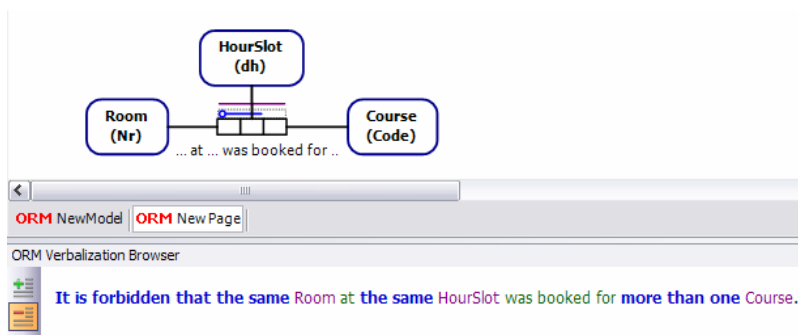 HourSlot
(dh)
Room
(Nr)
Course
(Code)
... at ... was booked for ..
ORM NewModel ORM New Page
ORM Verbalization Browser
It is forbidden that the same Room at the same HourSlot was booked for more than one Course.